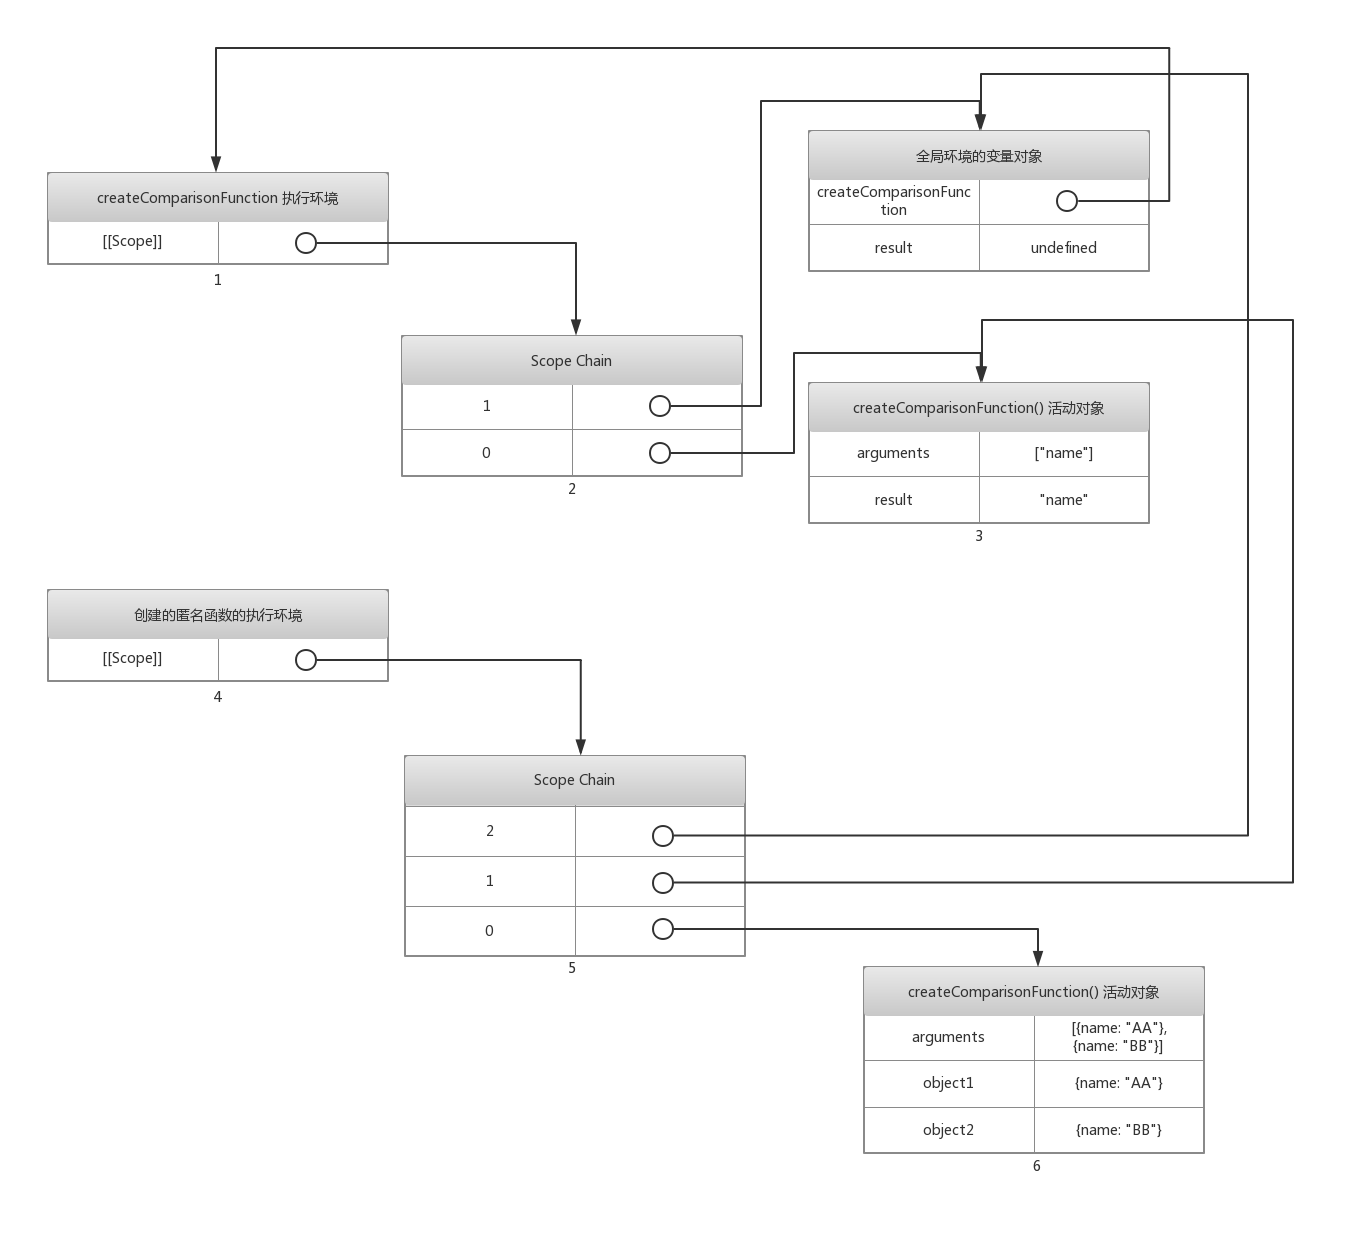 全局环境的变量对象
createComparisonFunc
tion
result
undefined
createComparisonFunction 执行环境
[[Scope]]
1
Scope Chain
1
0
2
createComparisonFunction() 活动对象
arguments
["name"]
result
"name"
3
创建的匿名函数的执行环境
[[Scope]]
4
Scope Chain
2
1
0
5
createComparisonFunction() 活动对象
arguments
[{name: "AA"},
{name: "BB"}]
object1
{name: "AA"}
object2
{name: "BB"}
6